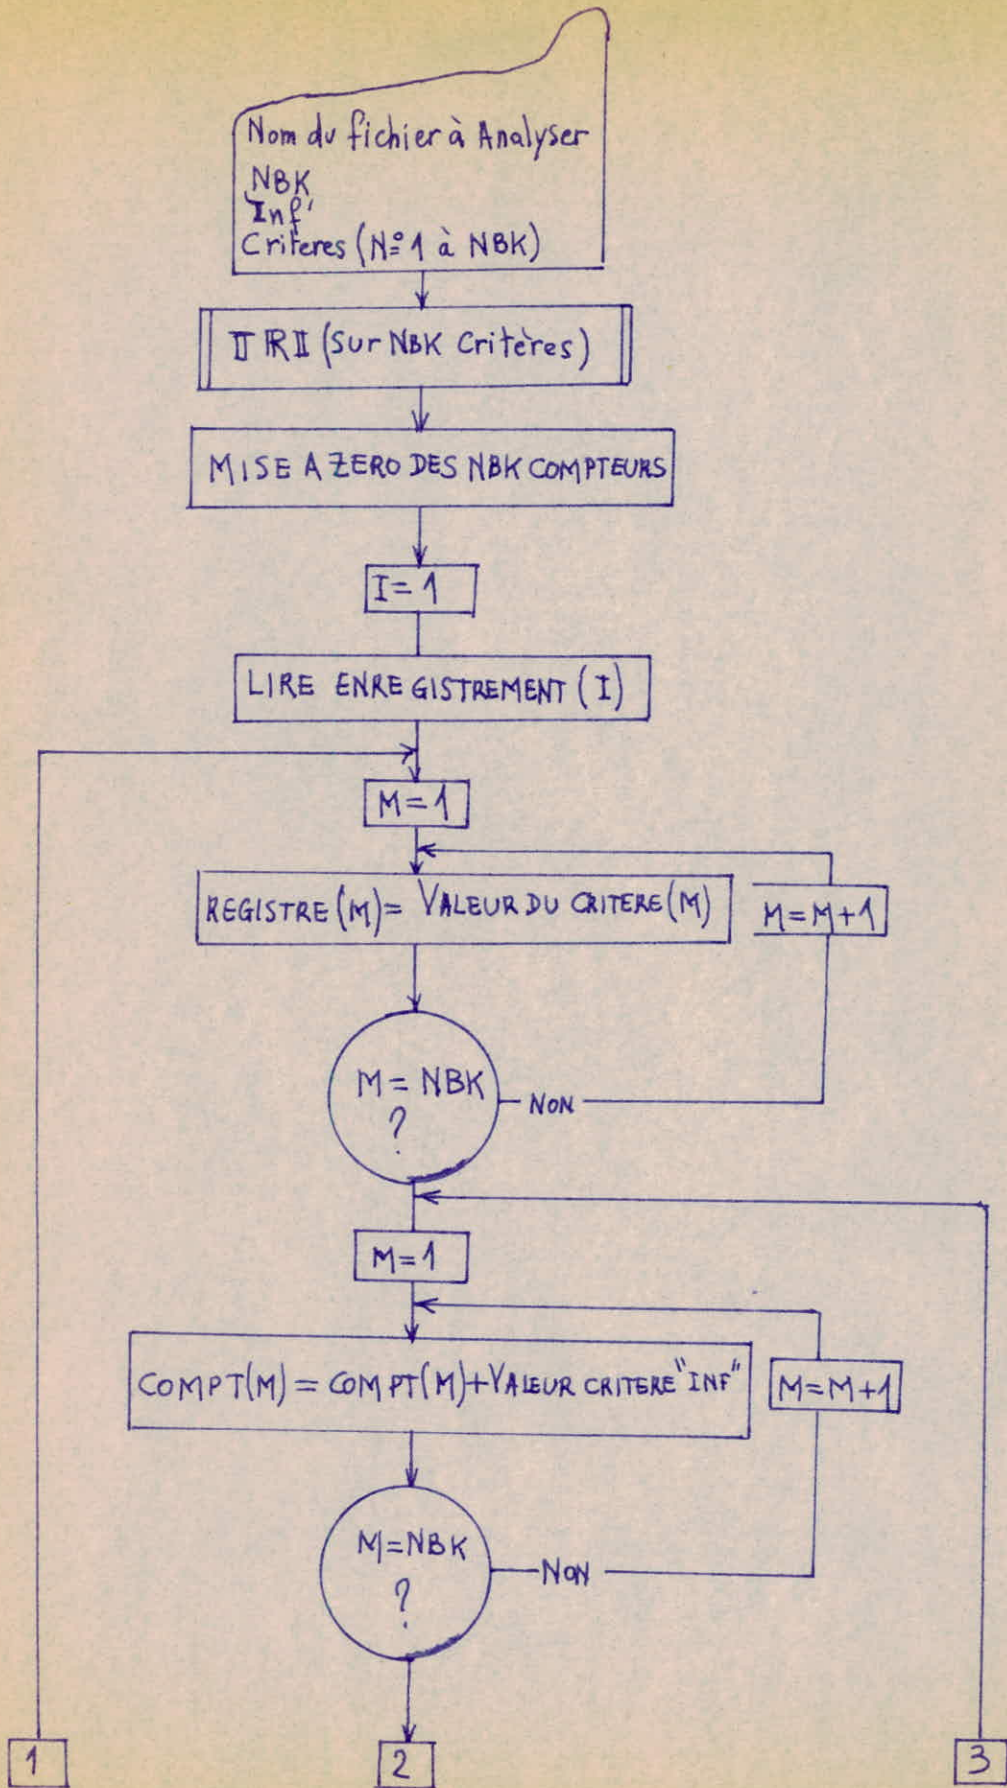 Nom du fichier à Analyser
NBK
Inf'
Criteres (Nº 1 à NBK)
TRI (Sur NBK Critères)
MISE A ZERO DES NBK COMPTEURS
I=1
LIRE ENREGISTREMENT (I)
M=1
REGISTRE (M) = VALEUR DU CRITERE (M)
M=M+1
M = NBK
?
NON
M=1
COMPT(M) = COMPT(M)+VALEUR CRITERE "INF"
M=M+1
M=NBK
?
NON
1
2
3